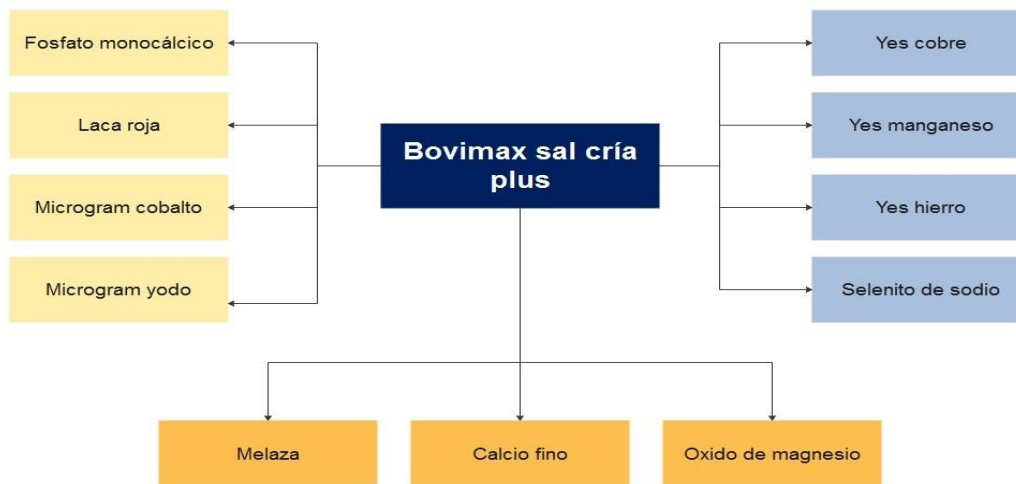 Fosfato monocálcico
Laca roja
Microgram cobalto
Microgram yodo
Bovimax sal cría
plus
Yes cobre
Yes manganeso
Yes hierro
Selenito de sodio
Melaza
Calcio fino
Oxido de magnesio